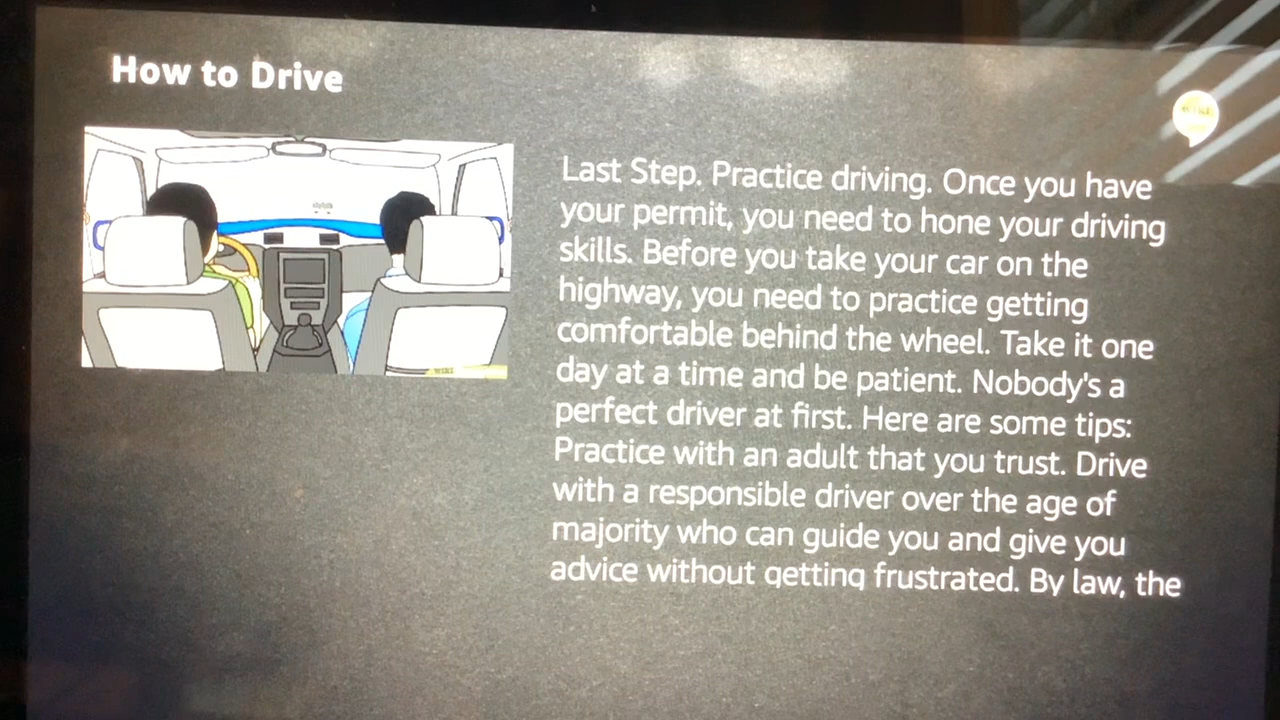 How to Drive
Last Step. Practice driving. Once you have
your permit, you need to hone your driving
skills. Before you take your car on the
highway, you need to practice getting
comfortable behind the wheel. Take it one
day at a time and be patient. Nobody's a
perfect driver at first. Here are some tips:
Practice with an adult that you trust. Drive
with a responsible driver over the age of
majority who can guide you and give you
advice without getting frustrated. By law, the